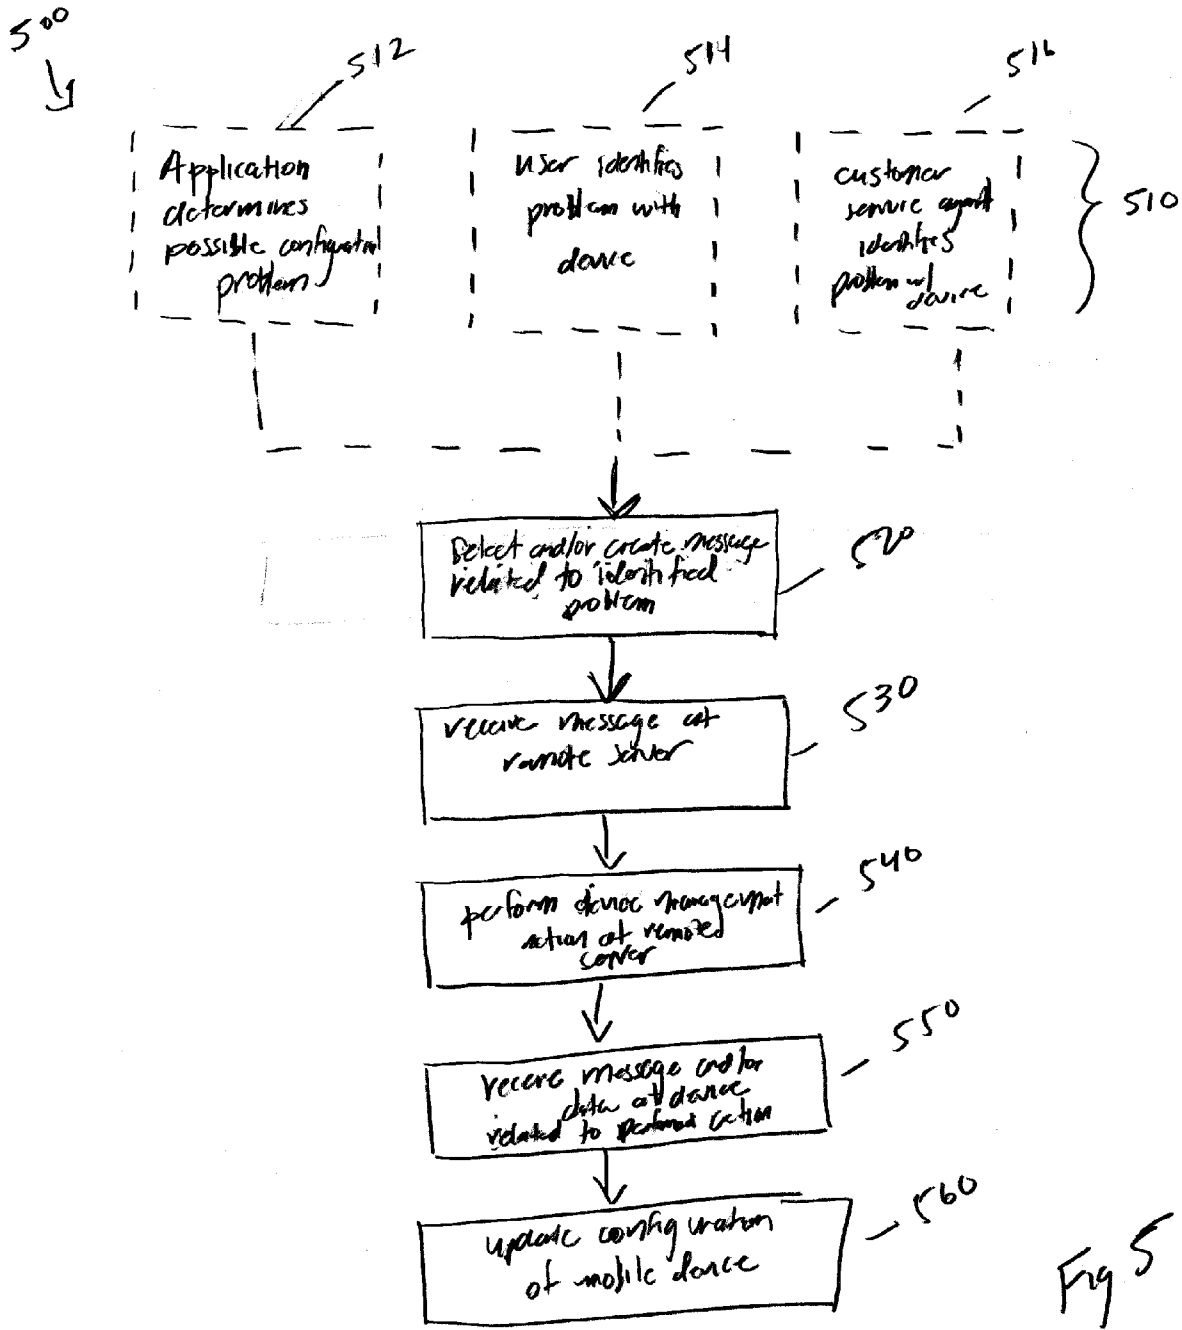 500
512
514
516
Application
determines
possible configuration
problem
user identifies
problem with
device
customer
service agent
identifies
problem w/
device
510
Select and/or create message
related to identified
problem
520
receive message at
remote server
530
perform device management
action at remote
server
540
receive message and/or
data at device
related to performed action
550
update configuration
of mobile device
560
Fig 5